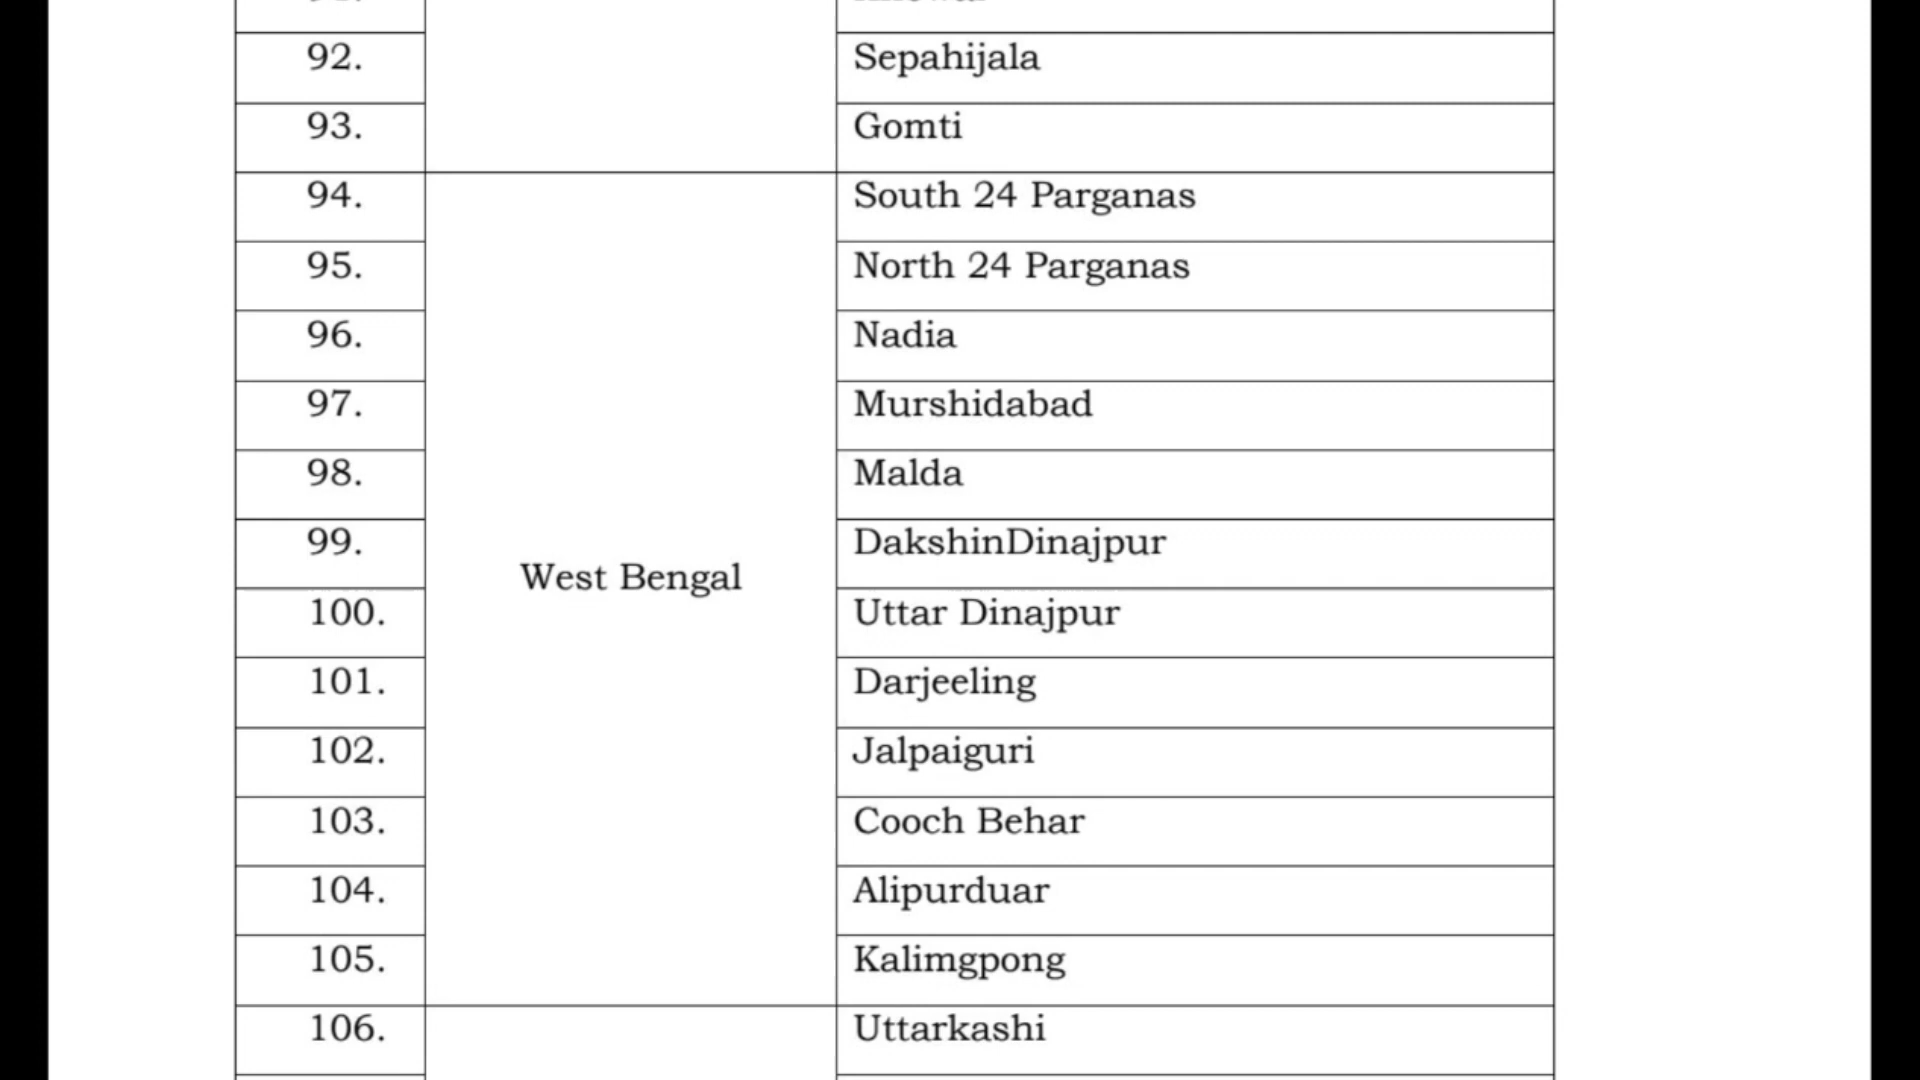 92. Sepahijala
93. Gomti
94. South 24 Parganas
95. North 24 Parganas
96. Nadia
97. Murshidabad
98. Malda
99. DakshinDinajpur
West Bengal
100. Uttar Dinajpur
101. Darjeeling
102. Jalpaiguri
103. Cooch Behar
104. Alipurduar
105. Kalimgpong
106. Uttarkashi